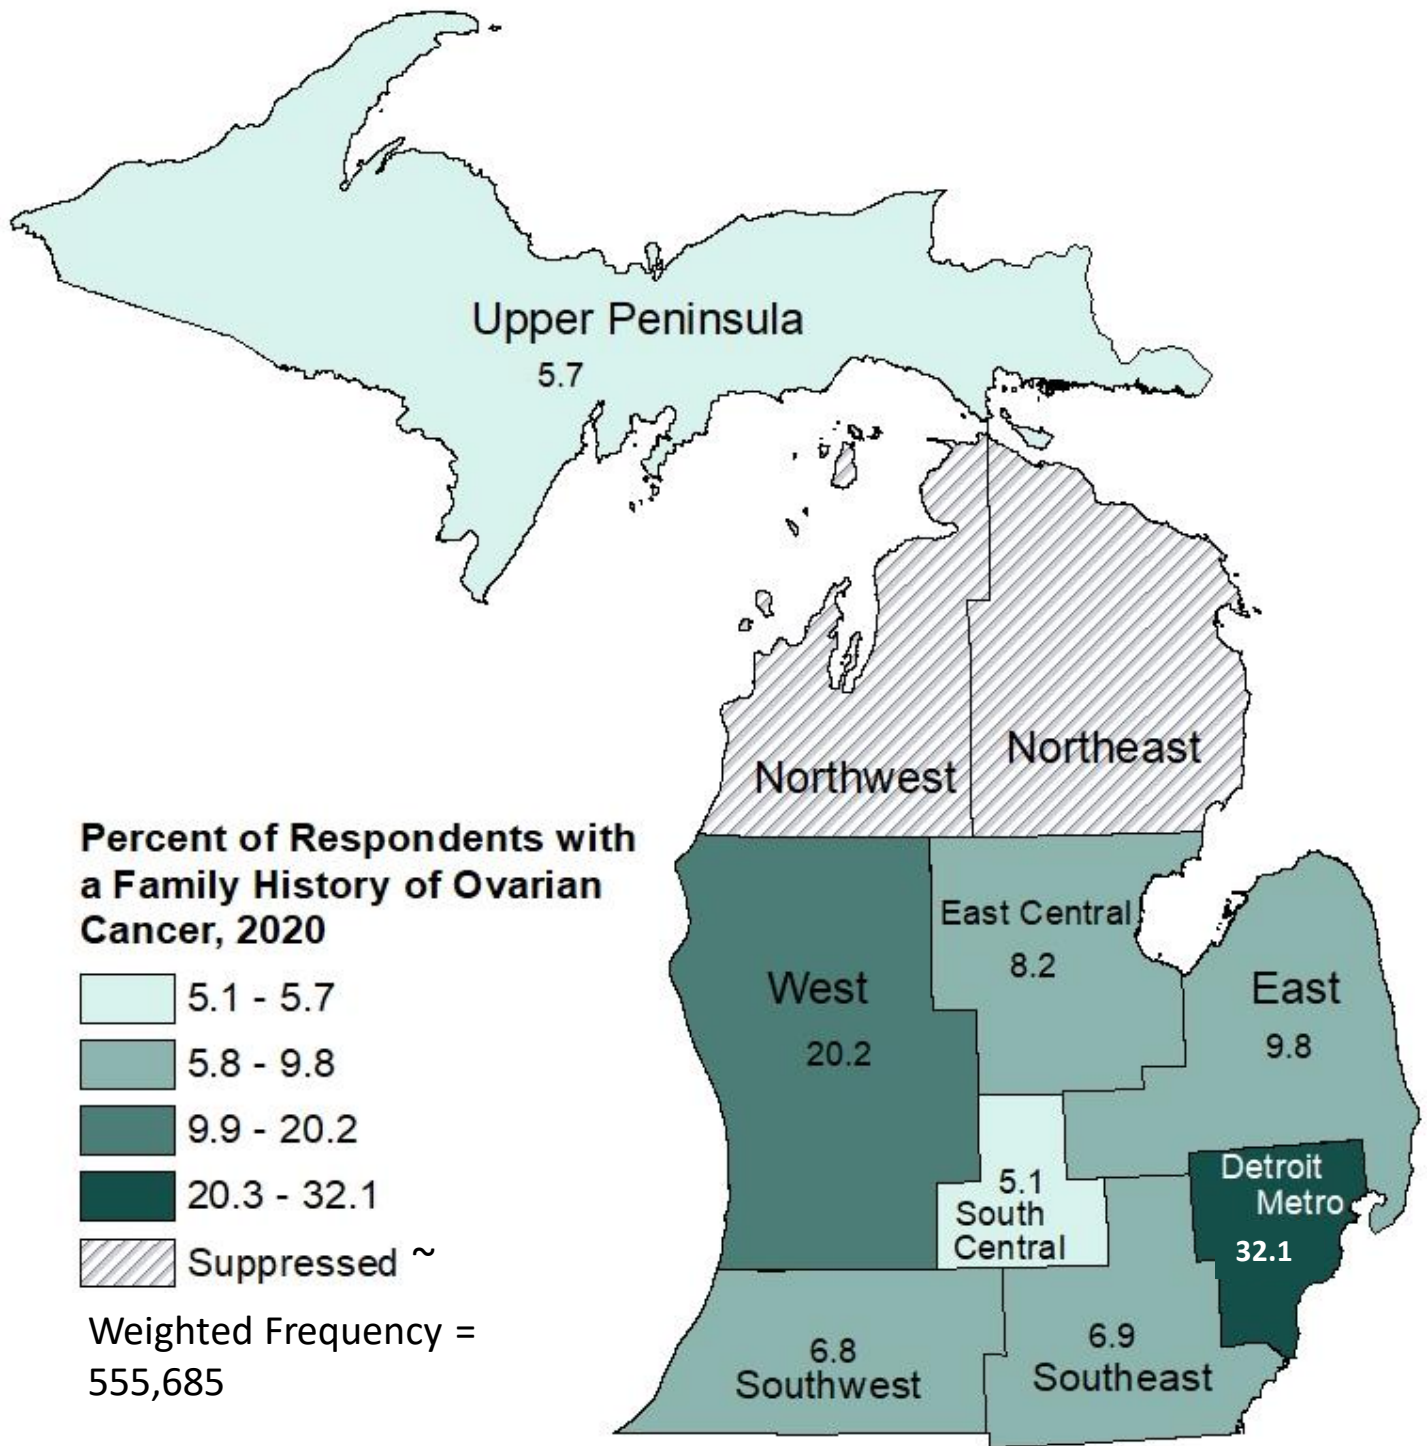 Upper Peninsula
5.7
Northeast
Northwest
Percent of Respondents with
a Family History of Ovarian
Cancer, 2020
5.1 - 5.7
5.8 - 9.8
9.9 - 20.2
20.3 - 32.1
Suppressed ~
Weighted Frequency =
555,685
East Central
8.2
West
20.2
East
9.8
Detroit
Metro
32.1
5.1
South
Central
6.8
Southwest
6.9
Southeast